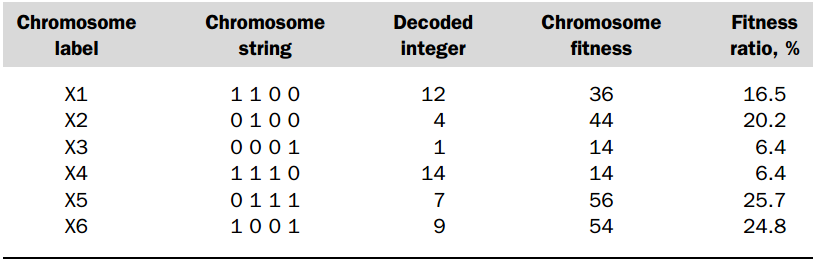 Chromosome Chromosome Decoded Chromosome Fitness
label string integer fitness ratio, %
X1 1 1 0 0 12 36 16.5
X2 0 1 0 0 4 44 20.2
X3 0 0 0 1 1 14 6.4
X4 1 1 1 0 14 14 6.4
X5 0 1 1 1 7 56 25.7
X6 1 0 0 1 9 54 24.8